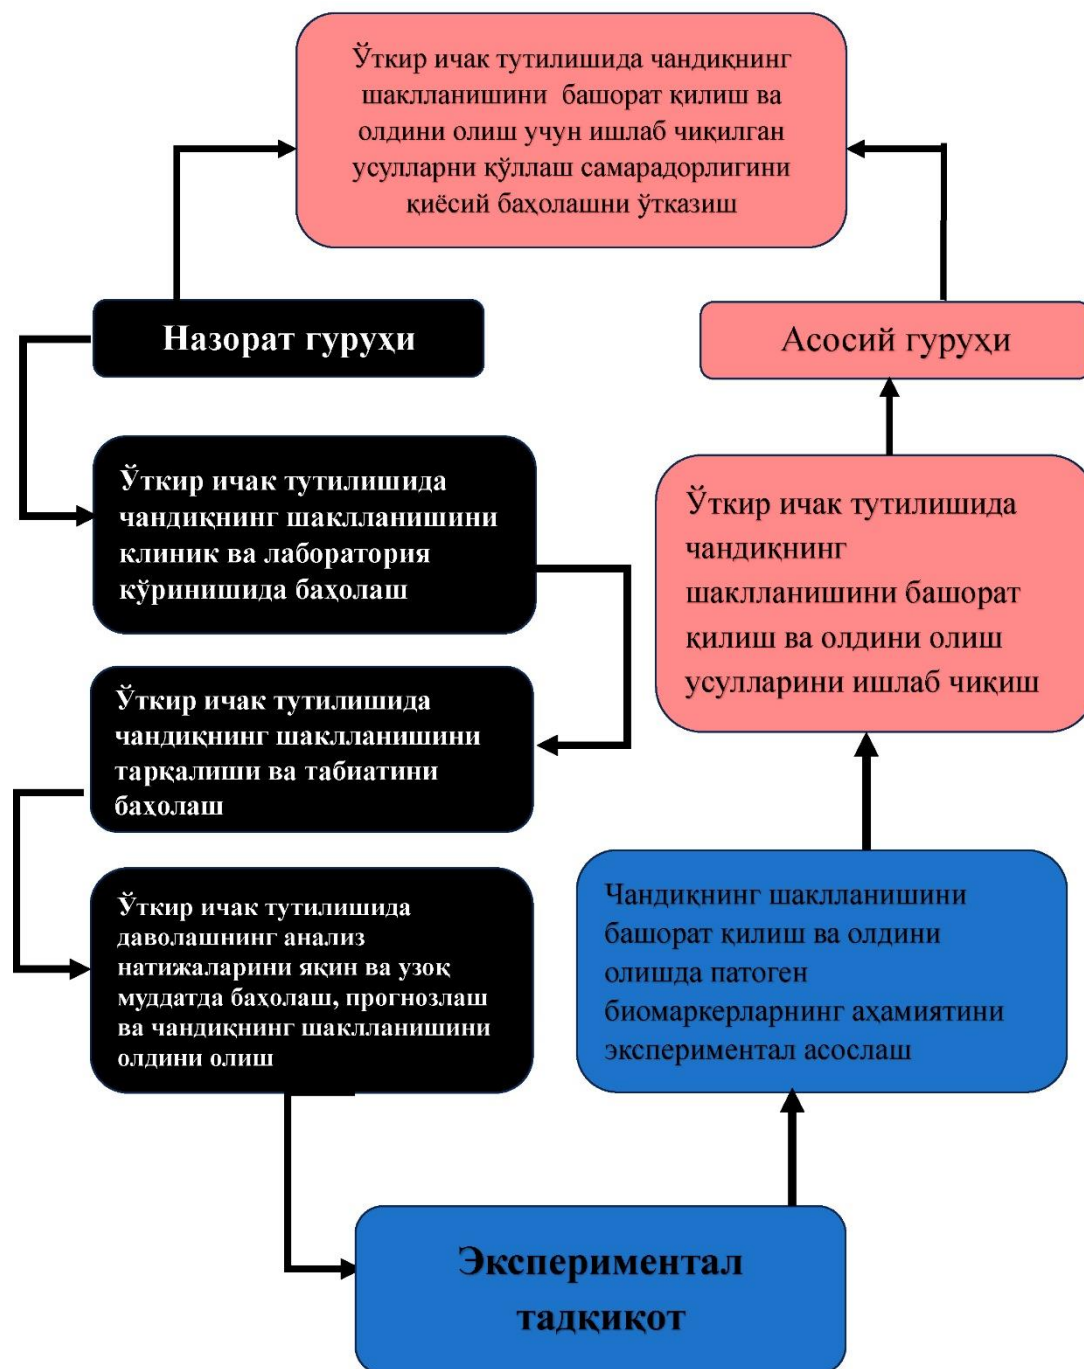 Ўткир ичак тутилишида чандиқнинг
шаклланишини башорат қилиш ва
олдини олиш учун ишлаб чиқилган
усулларни қўллаш самарадорлигини
қиёсий баҳолашни ўтказиш
Назорат гуруҳи
Асосий гуруҳи
Ўткир ичак тутилишида
чандиқнинг шаклланишини
клиник ва лаборатория
кўринишида баҳолаш
Ўткир ичак тутилишида
чандиқнинг
шаклланишини башорат
қилиш ва олдини олиш
усулларини ишлаб чиқиш
Ўткир ичак тутилишида
чандиқнинг шаклланишини
тарқалиши ва табиатини
баҳолаш
Ўткир ичак тутилишида
даволашнинг анализ
натижаларини яқин ва узоқ
муддатда баҳолаш, прогнозлаш
ва чандиқнинг шаклланишини
олдини олиш
Чандиқнинг шаклланишини
башорат қилиш ва олдини
олишда патоген
биомаркерларнинг аҳамиятини
экспериментал асослаш
Экспериментал
тадқиқот